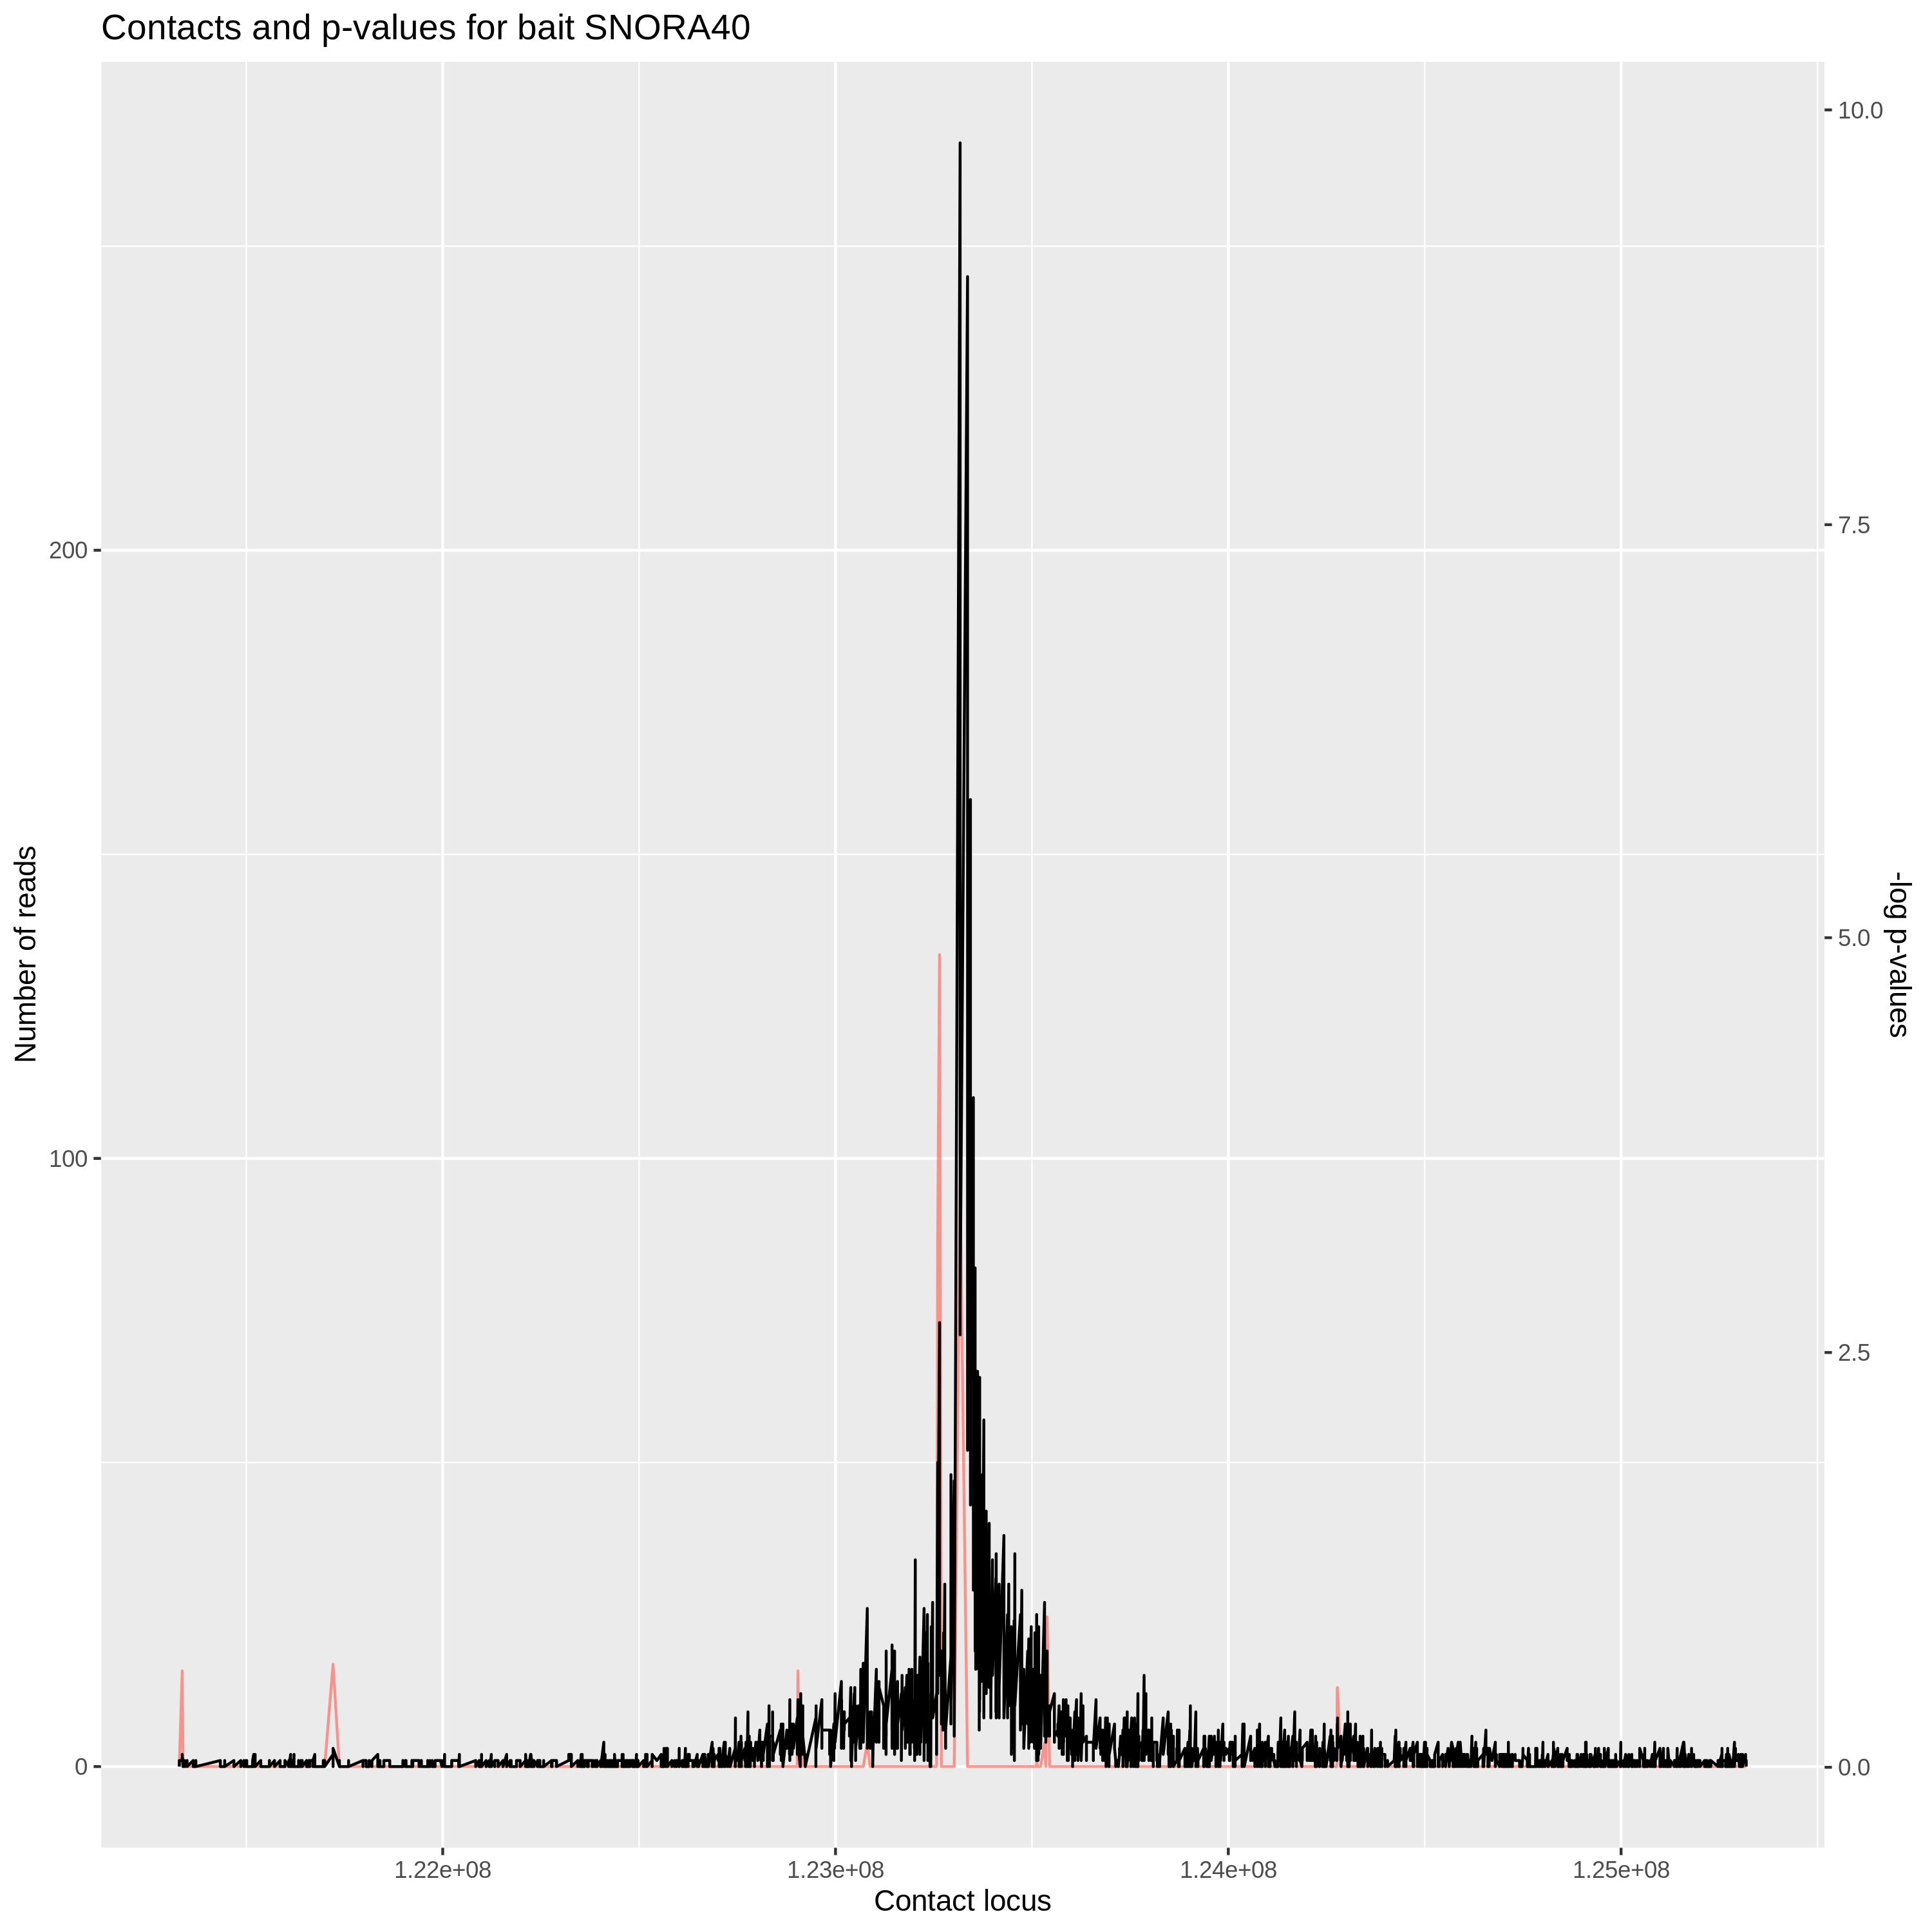 Contacts and p-values for bait SNORA40
10.0
7.5
200
5.0
Number of reads
-log p-values
100
2.5
0
0.0
1.22e+08 1.23e+08 1.24e+08 1.25e+08
Contact locus